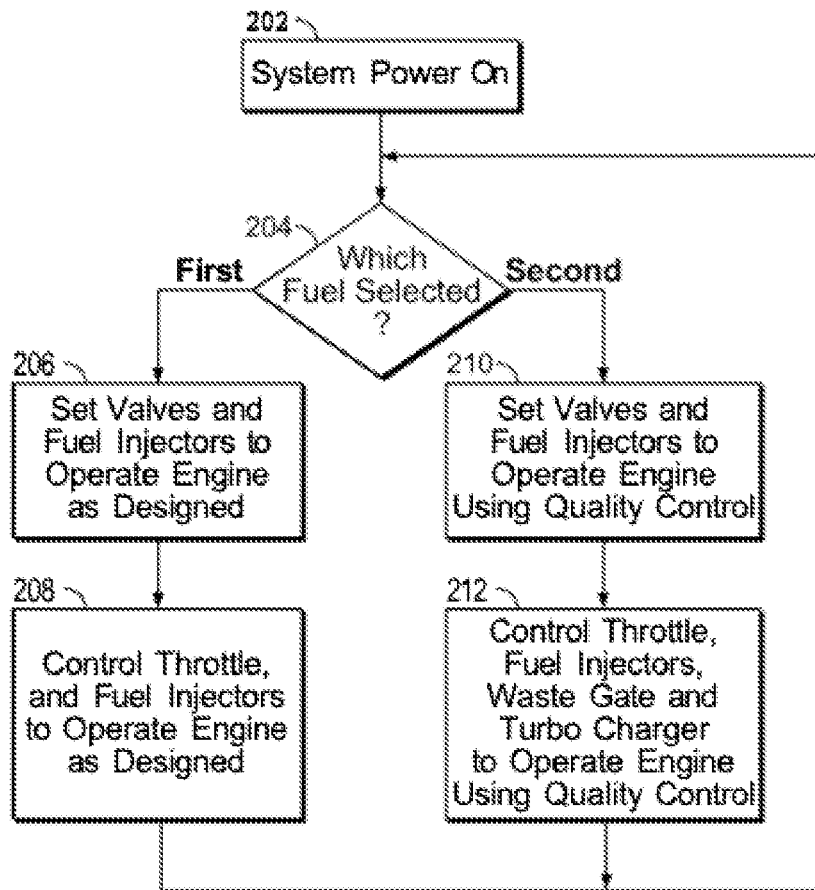 202
System Power On
204
Which
Fuel Selected
?
First
Second
206
Set Valves and
Fuel Injectors to
Operate Engine
as Designed
210
Set Valves and
Fuel Injectors to
Operate Engine
Using Quality Control
208
Control Throttle,
and Fuel Injectors
to Operate Engine
as Designed
212
Control Throttle,
Fuel Injectors,
Waste Gate and
Turbo Charger
to Operate Engine
Using Quality Control